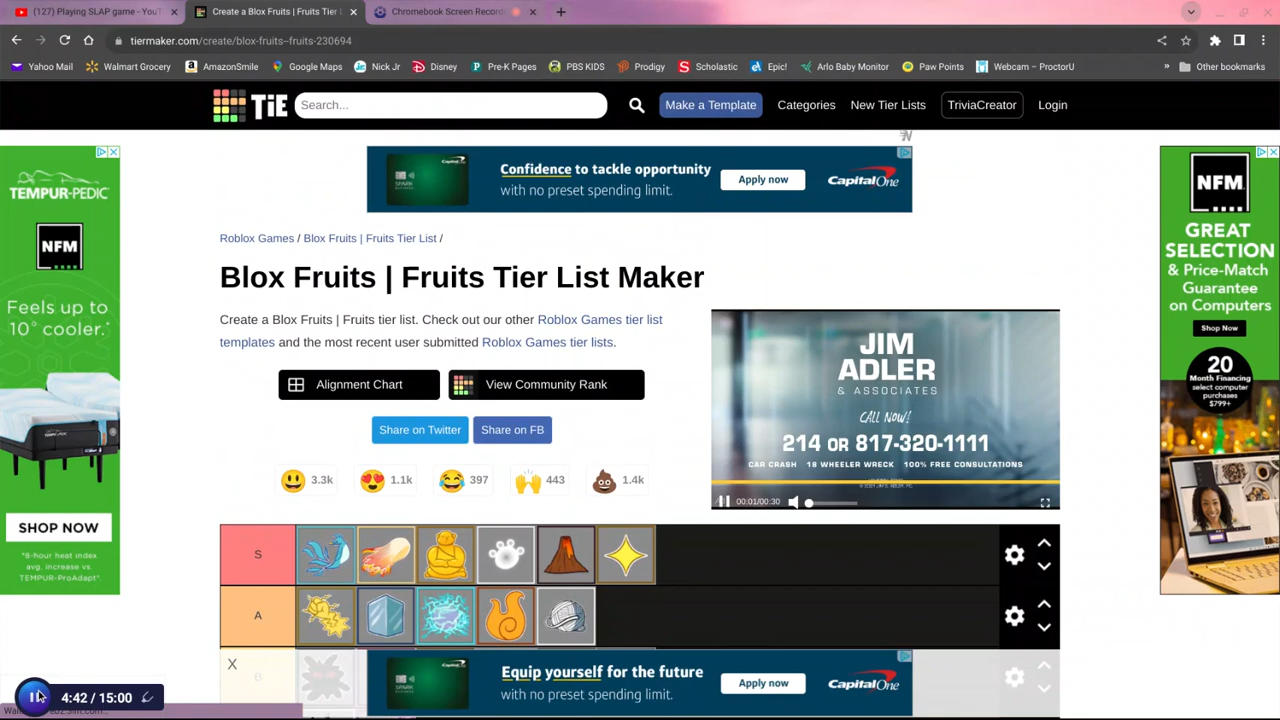 (127) Playing SLAP game - YouT
Create a Blox Fruits | Fruits Tier L
Chromebook Screen Record
tiermaker.com/create/blox-fruits--fruits-230694
Yahoo Mail
Walmart Grocery
AmazonSmile
Google Maps
Nick Jr
Disney
Pre-K Pages
PBS KIDS
Prodigy
Scholastic
Epic!
Arlo Baby Monitor
Paw Points
Webcam – ProctorU
»
Other bookmarks
TiE
Search...
Make a Template
Categories
New Tier Lists
TriviaCreator
Login
TEMPUR-PEDIC
NFM
Feels up to
10° cooler.*
SHOP NOW
*8-hour heat index
avg. increase vs.
TEMPUR-ProAdapt.
Confidence to tackle opportunity
with no preset spending limit.
Apply now
Capital One
SPARK
BUSINESS
Roblox Games / Blox Fruits | Fruits Tier List /
Blox Fruits | Fruits Tier List Maker
Create a Blox Fruits | Fruits tier list. Check out our other Roblox Games tier list
templates and the most recent user submitted Roblox Games tier lists.
Alignment Chart
View Community Rank
Share on Twitter
Share on FB
3.3k
1.1k
397
443
1.4k
JIM
ADLER
& ASSOCIATES
CALL NOW!
214 OR 817-320-1111
CAR CRASH 18 WHEELER WRECK 100% FREE CONSULTATIONS
00:01/00:30
NFM
GREAT
SELECTION
& Price-Match
Guarantee
on Computers
Shop Now
20
Month Financing
select computer
purchases
$799+
S
A
B
X
Equip yourself for the future
with no preset spending limit.
Apply now
Capital One
SPARK
BUSINESS
4:42 / 15:00